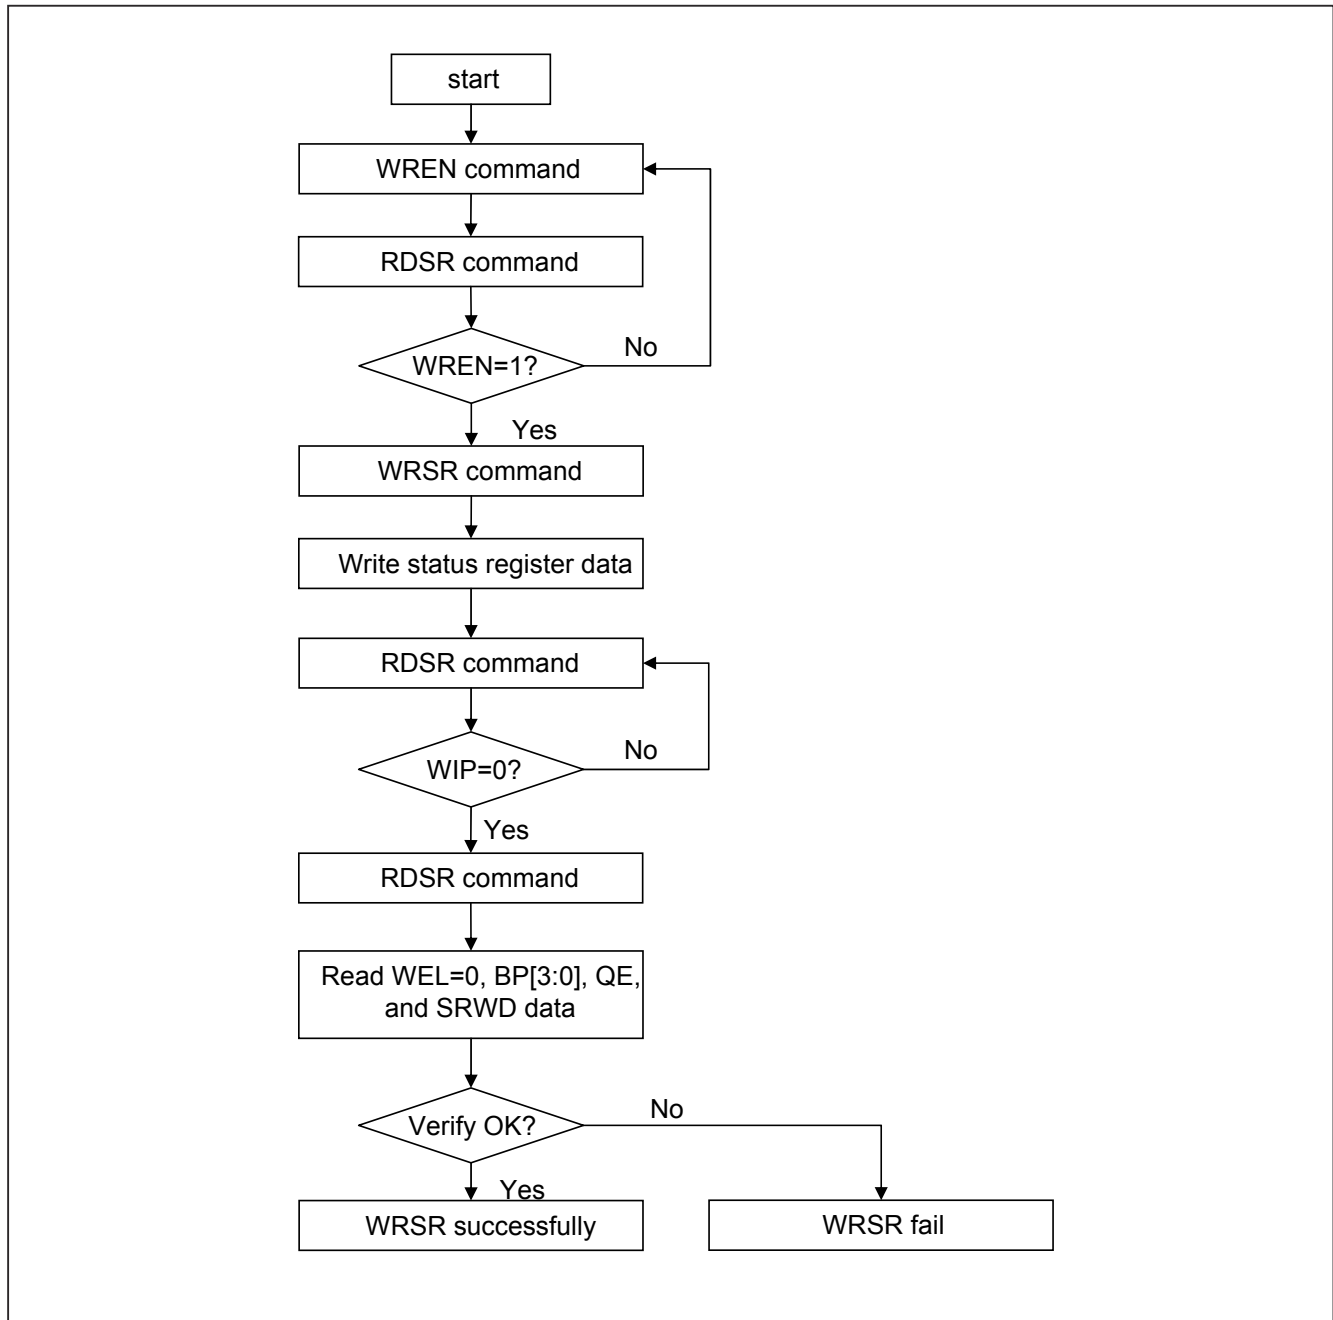 start
WREN command
RDSR command
WREN=1?
No
Yes
WRSR command
Write status register data
RDSR command
WIP=0?
No
Yes
RDSR command
Read WEL=0, BP[3:0], QE,
and SRWD data
Verify OK?
No
Yes
WRSR successfully
WRSR fail